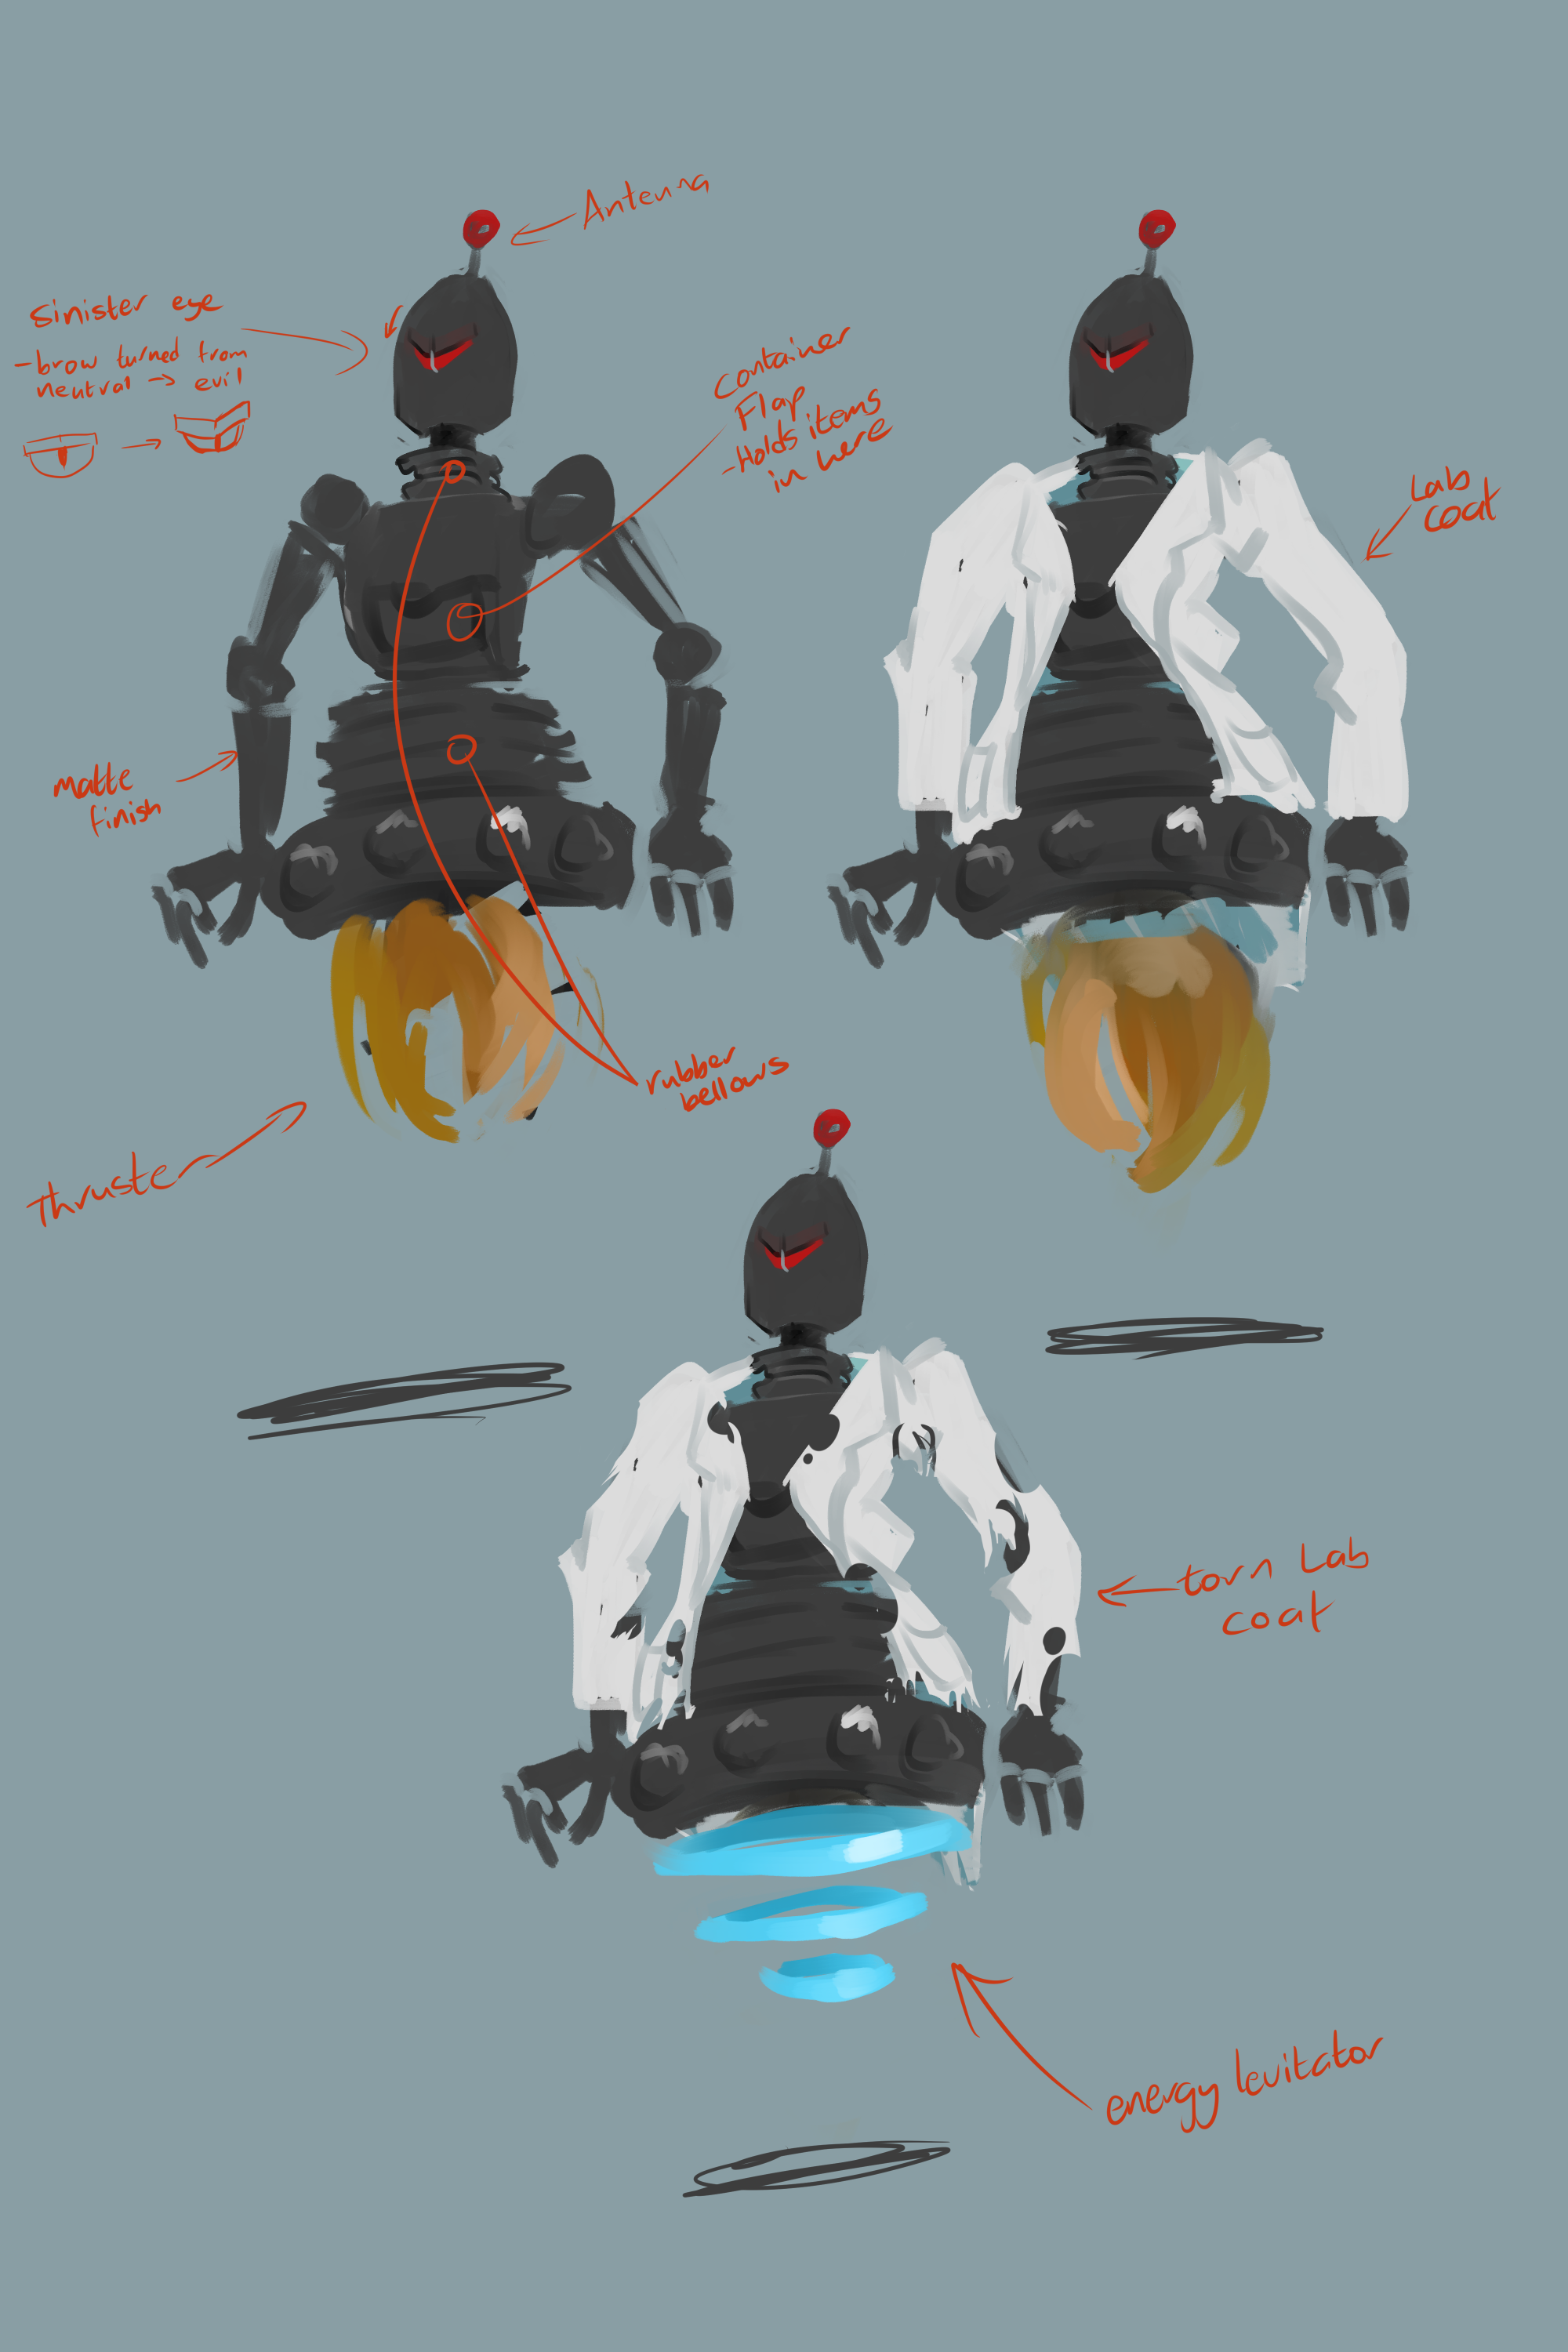 Antenna
Sinister eye
- brow turned from
neutral → evil
Container
Flap
- Holds items
in here
Lab
coat
matte
finish
rubber
bellows
Thruster
torn Lab
coat
energy levitator